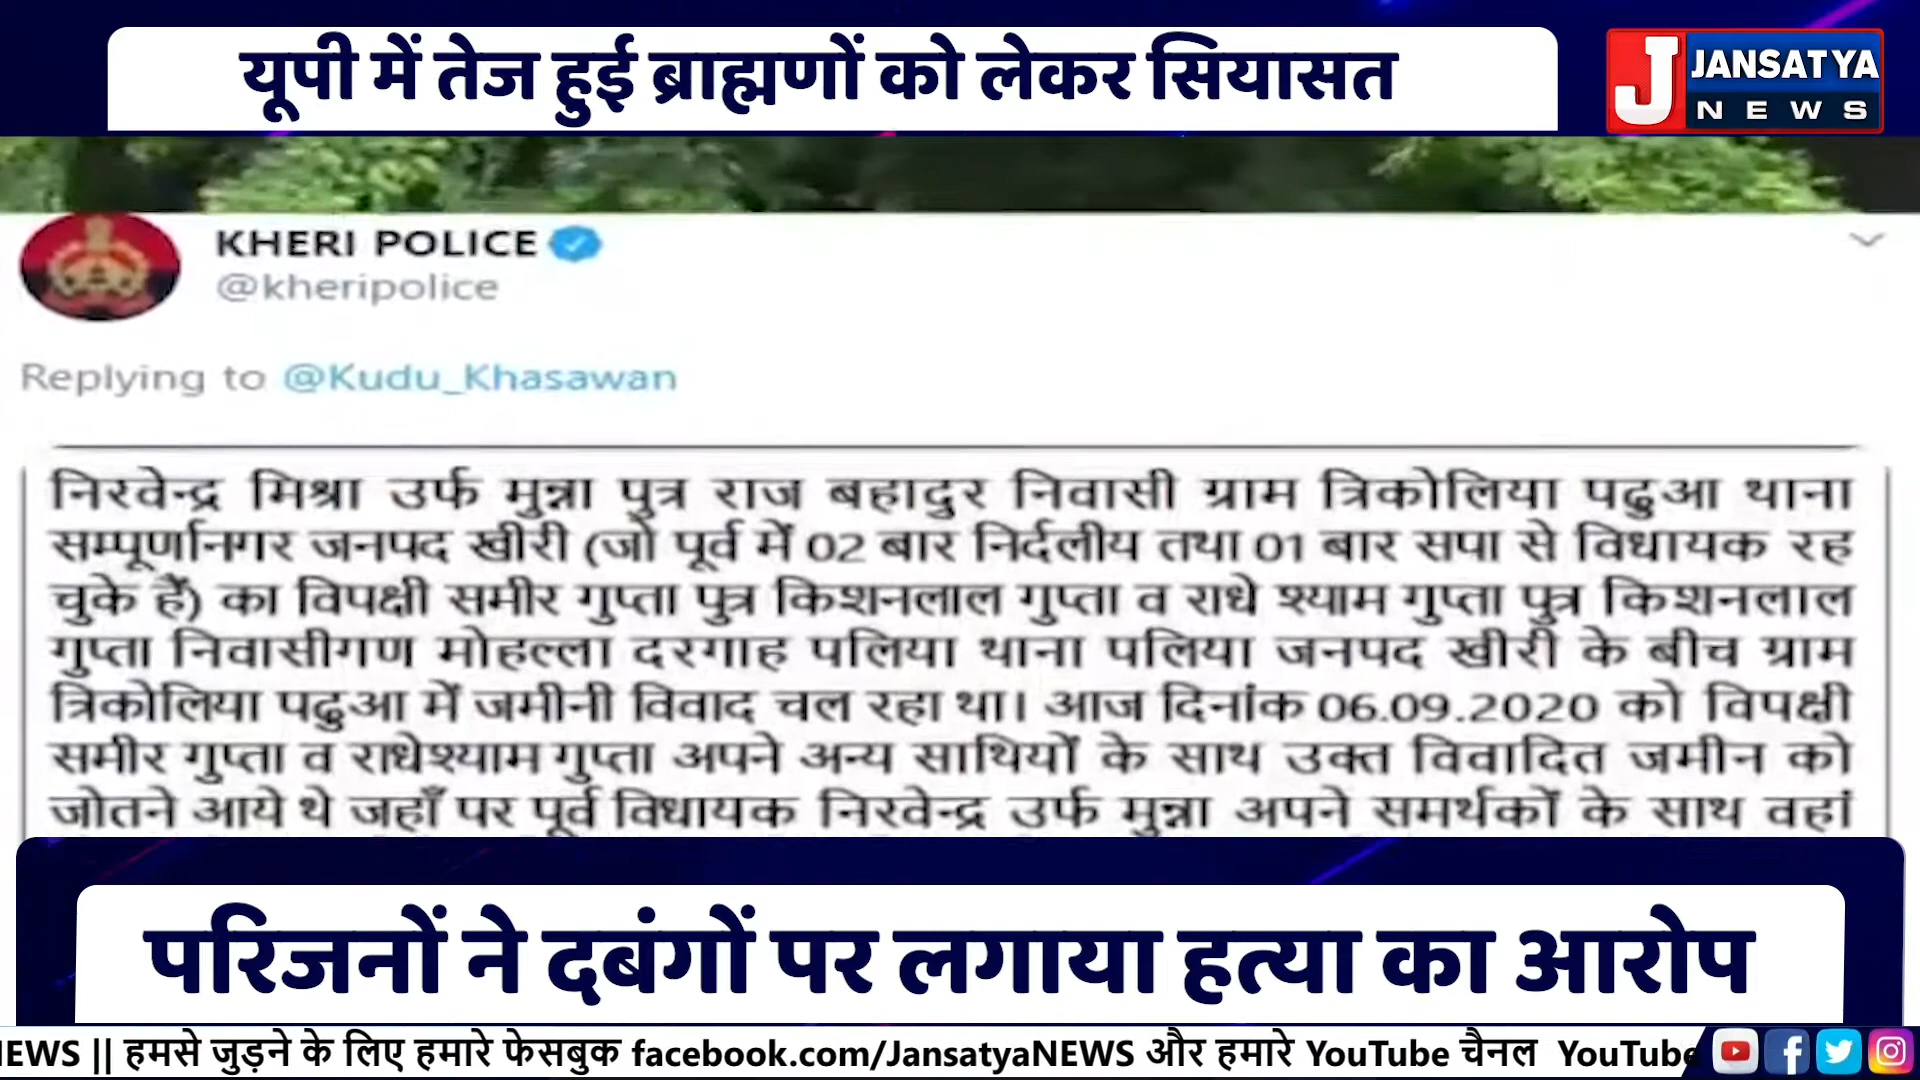 यूपी में तेज हुई ब्राह्मणों को लेकर सियासत
JANSATYA
NEWS
KHERI POLICE
@kheripolice
Replying to @Kudu_Khasawan
निरवेन्द्र मिश्रा उर्फ मुन्ना पुत्र राज बहादुर निवासी ग्राम त्रिकोलिया पढुआ थाना
सम्पूर्णानगर जनपद खीरी (जो पूर्व में 02 बार निर्दलीय तथा 01 बार सपा से विधायक रह
चुके हैं) का विपक्षी समीर गुप्ता पुत्र किशनलाल गुप्ता व राधे श्याम गुप्ता पुत्र किशनलाल
गुप्ता निवासीगण मोहल्ला दरगाह पलिया थाना पलिया जनपद खीरी के बीच ग्राम
त्रिकोलिया पढुआ में जमीनी विवाद चल रहा था। आज दिनांक 06.09.2020 को विपक्षी
समीर गुप्ता व राधेश्याम गुप्ता अपने अन्य साथियों के साथ उक्त विवादित जमीन को
जोतने आये थे जहाँ पर पूर्व विधायक निरवेन्द्र उर्फ मुन्ना अपने समर्थकों के साथ वहां
परिजनों ने दबंगों पर लगाया हत्या का आरोप
NEWS || हमसे जुड़ने के लिए हमारे फेसबुक facebook.com/JansatyaNEWS और हमारे YouTube चैनल YouTube